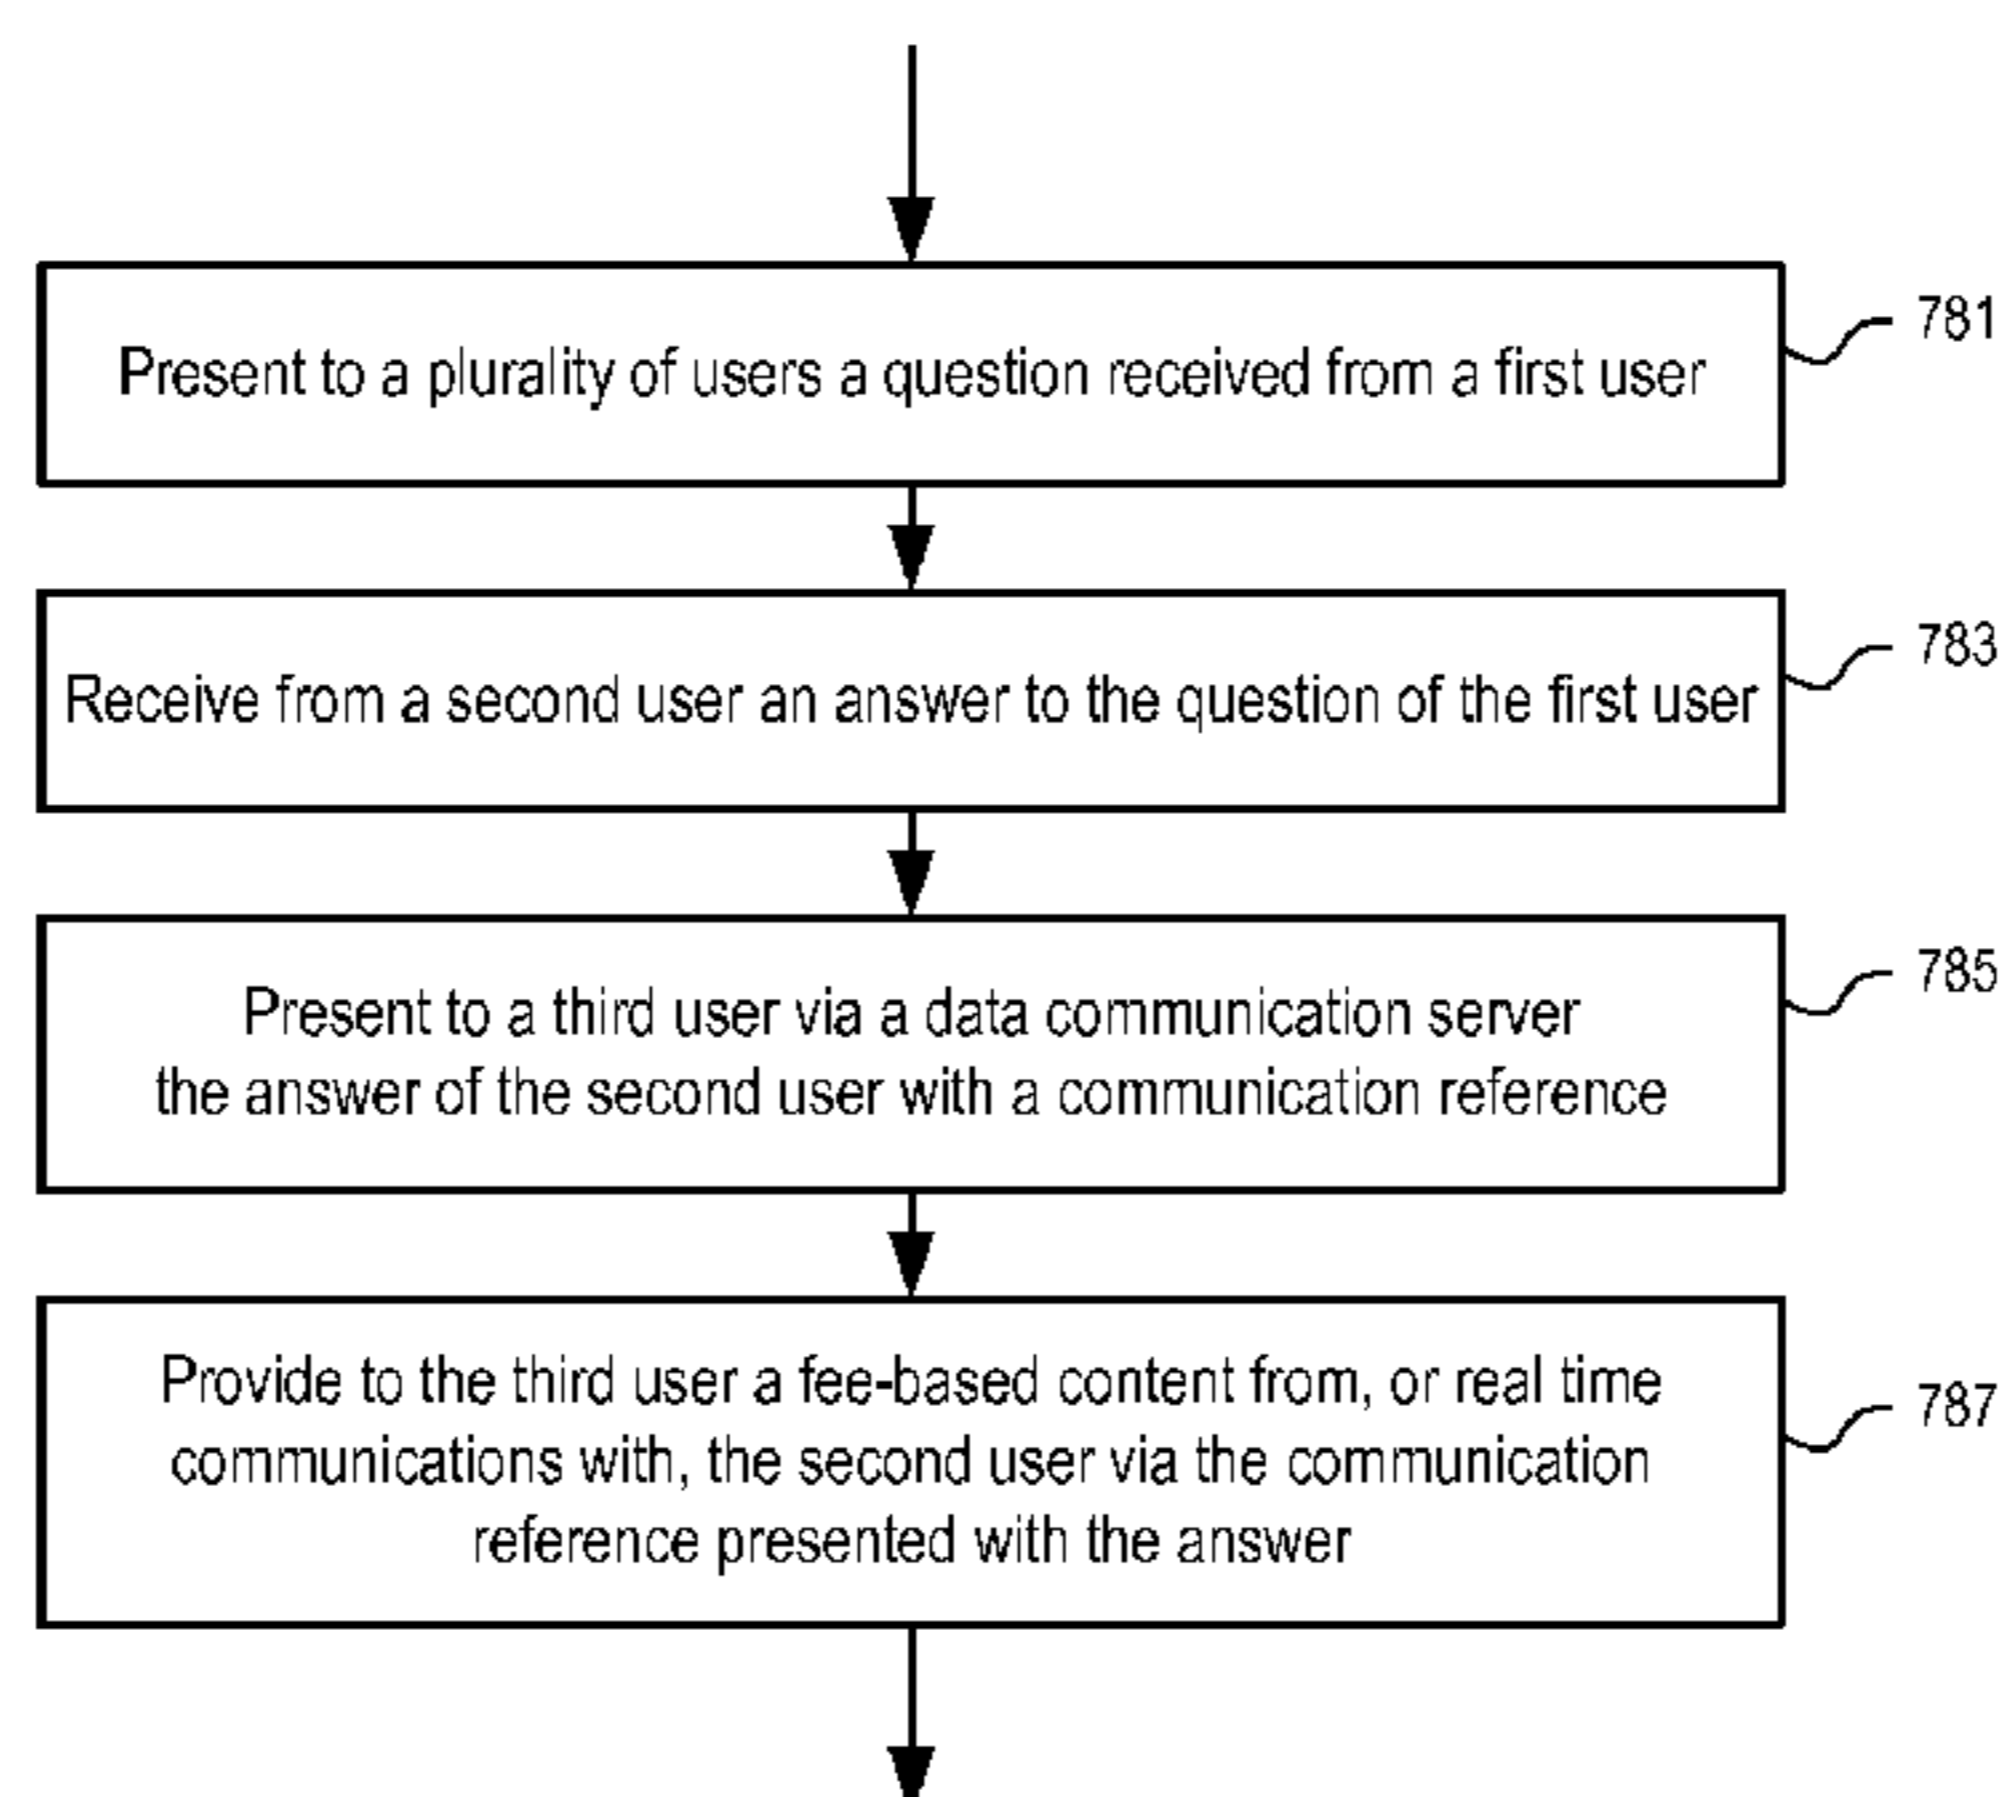 Present to a plurality of users a question received from a first user
781
Receive from a second user an answer to the question of the first user
783
Present to a third user via a data communication server
the answer of the second user with a communication reference
785
Provide to the third user a fee-based content from, or real time
communications with, the second user via the communication
reference presented with the answer
787